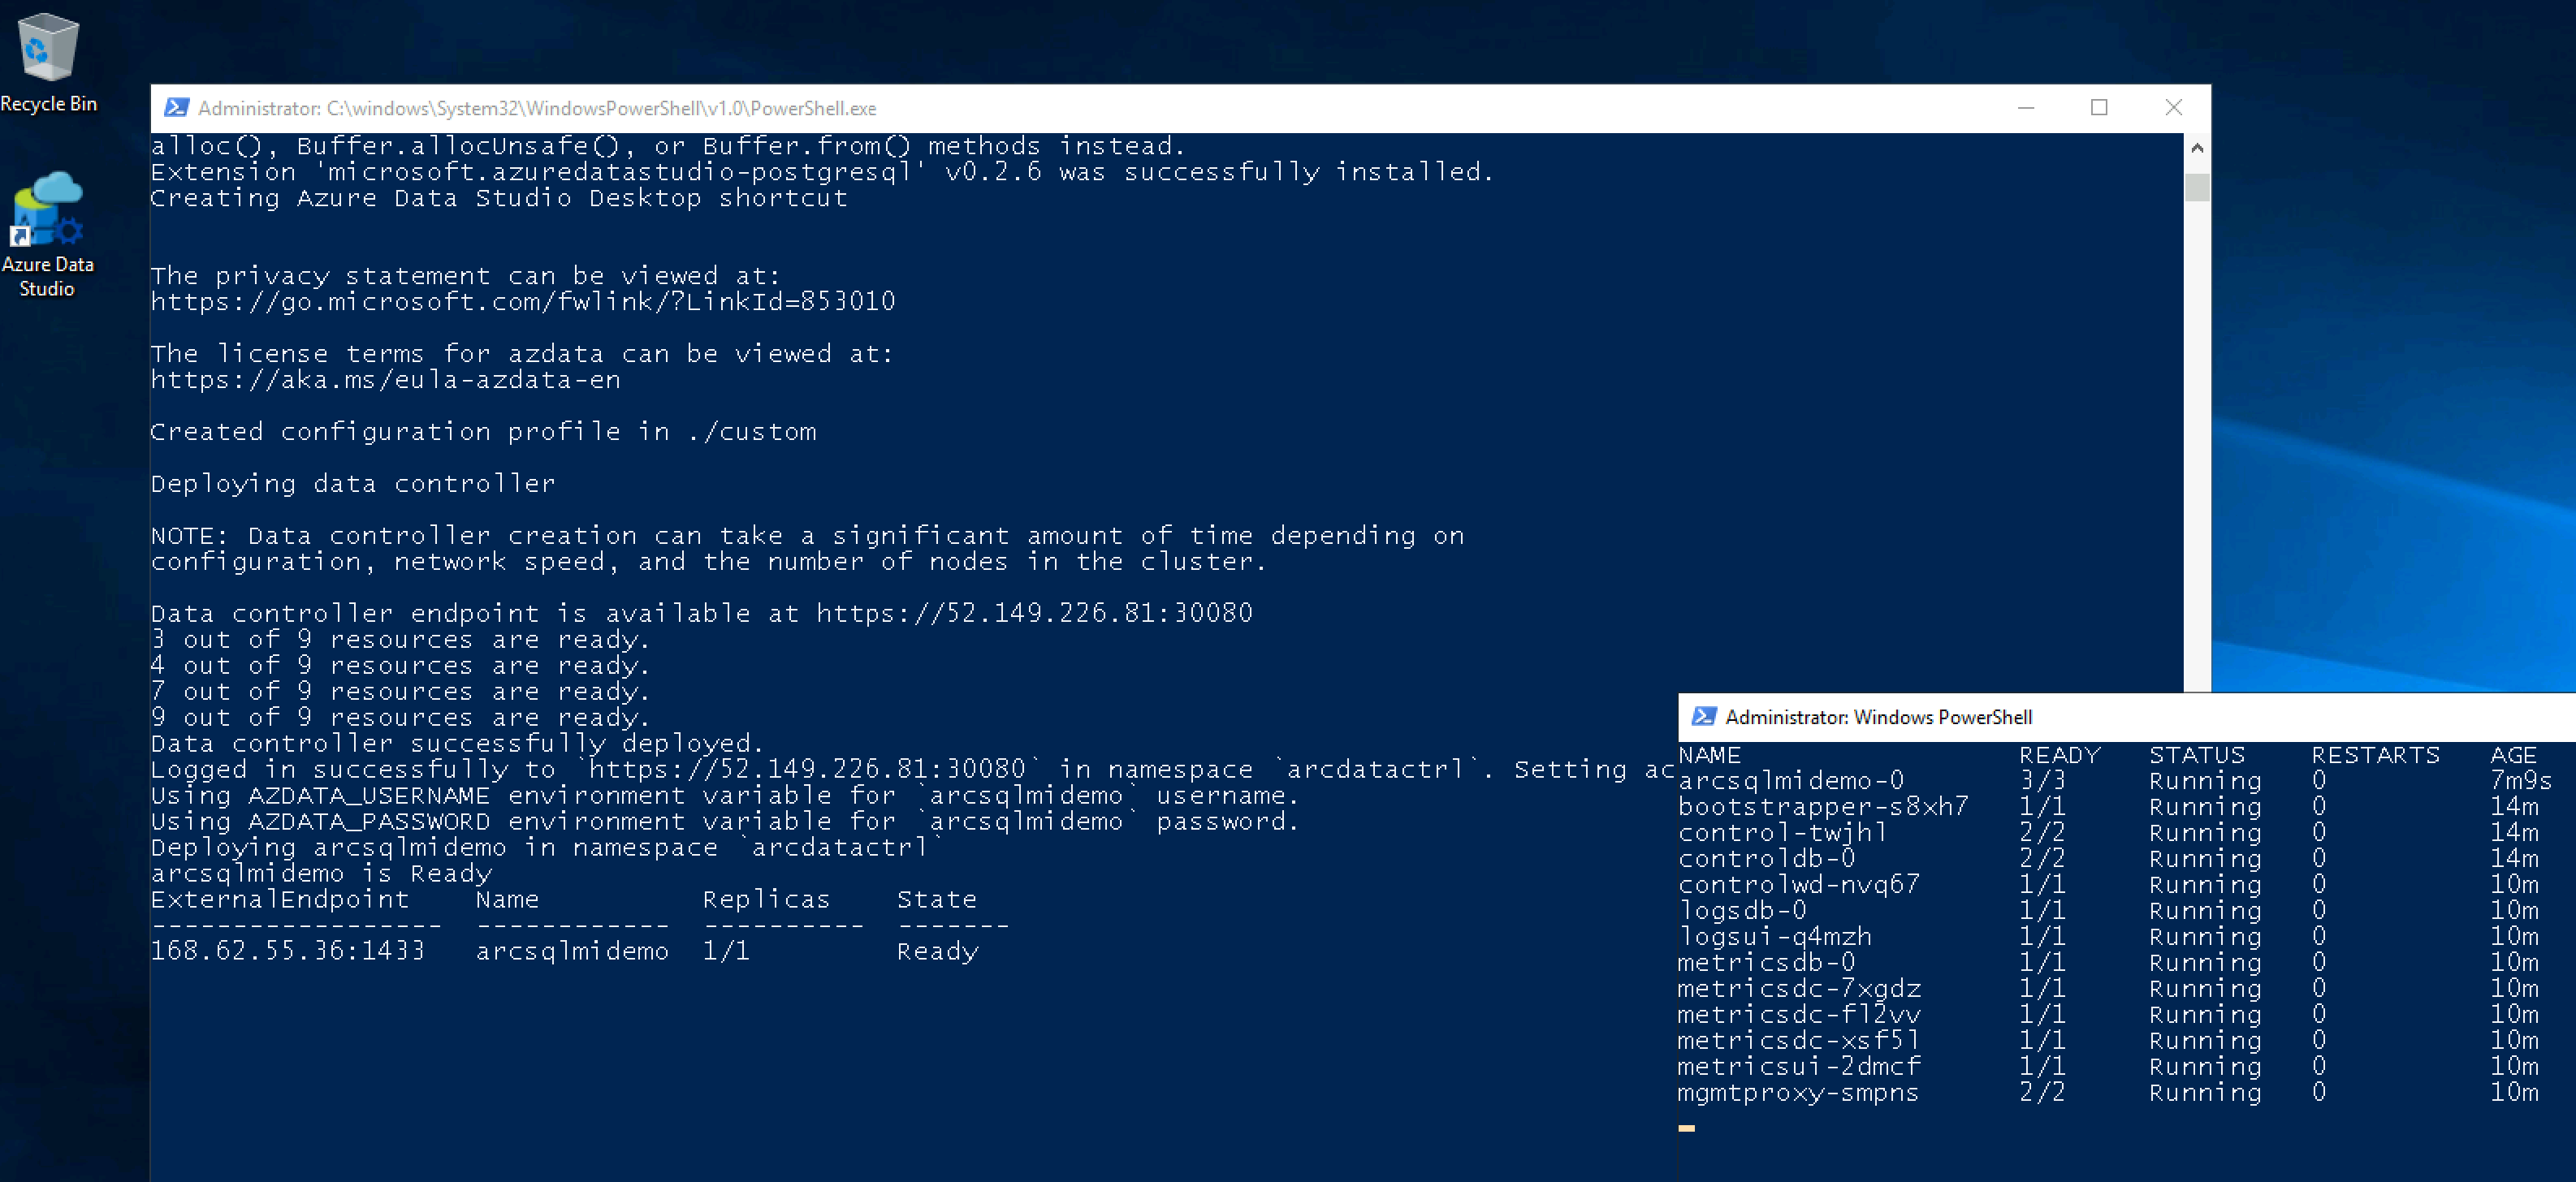 Recycle Bin
Azure Data
Studio
Administrator: C:\windows\System32\WindowsPowerShell\v1.0\PowerShell.exe
alloc(), Buffer.allocUnsafe(), or Buffer.from() methods instead.
Extension 'microsoft.azuredatastudio-postgresql' v0.2.6 was successfully installed.
Creating Azure Data Studio Desktop shortcut
The privacy statement can be viewed at:
https://go.microsoft.com/fwlink/?LinkId=853010
The license terms for azdata can be viewed at:
https://aka.ms/eula-azdata-en
Created configuration profile in ./custom
Deploying data controller
NOTE: Data controller creation can take a significant amount of time depending on
configuration, network speed, and the number of nodes in the cluster.
Data controller endpoint is available at https://52.149.226.81:30080
3 out of 9 resources are ready.
4 out of 9 resources are ready.
7 out of 9 resources are ready.
9 out of 9 resources are ready.
Data controller successfully deployed.
Logged in successfully to `https://52.149.226.81:30080` in namespace `arcdatactrl`. Setting ac
Using AZDATA_USERNAME environment variable for `arcsqlmidemo` username.
Using AZDATA_PASSWORD environment variable for `arcsqlmidemo` password.
Deploying arcsqlmidemo in namespace `arcdatactrl`
arcsqlmidemo is Ready
ExternalEndpoint Name Replicas State
------------------ ------------ ---------- -------
168.62.55.36:1433 arcsqlmidemo 1/1 Ready
Administrator: Windows PowerShell
NAME READY STATUS RESTARTS AGE
arcsqlmidemo-0 3/3 Running 0 7m9s
bootstrapper-s8xh7 1/1 Running 0 14m
control-twjhl 2/2 Running 0 14m
controldb-0 2/2 Running 0 14m
controlwd-nvq67 1/1 Running 0 10m
logsdb-0 1/1 Running 0 10m
logsui-q4mzh 1/1 Running 0 10m
metricsdb-0 1/1 Running 0 10m
metricsdc-7xgdz 1/1 Running 0 10m
metricsdc-fl2vv 1/1 Running 0 10m
metricsdc-xsf5l 1/1 Running 0 10m
metricsui-2dmcf 1/1 Running 0 10m
mgmtproxy-smpns 2/2 Running 0 10m